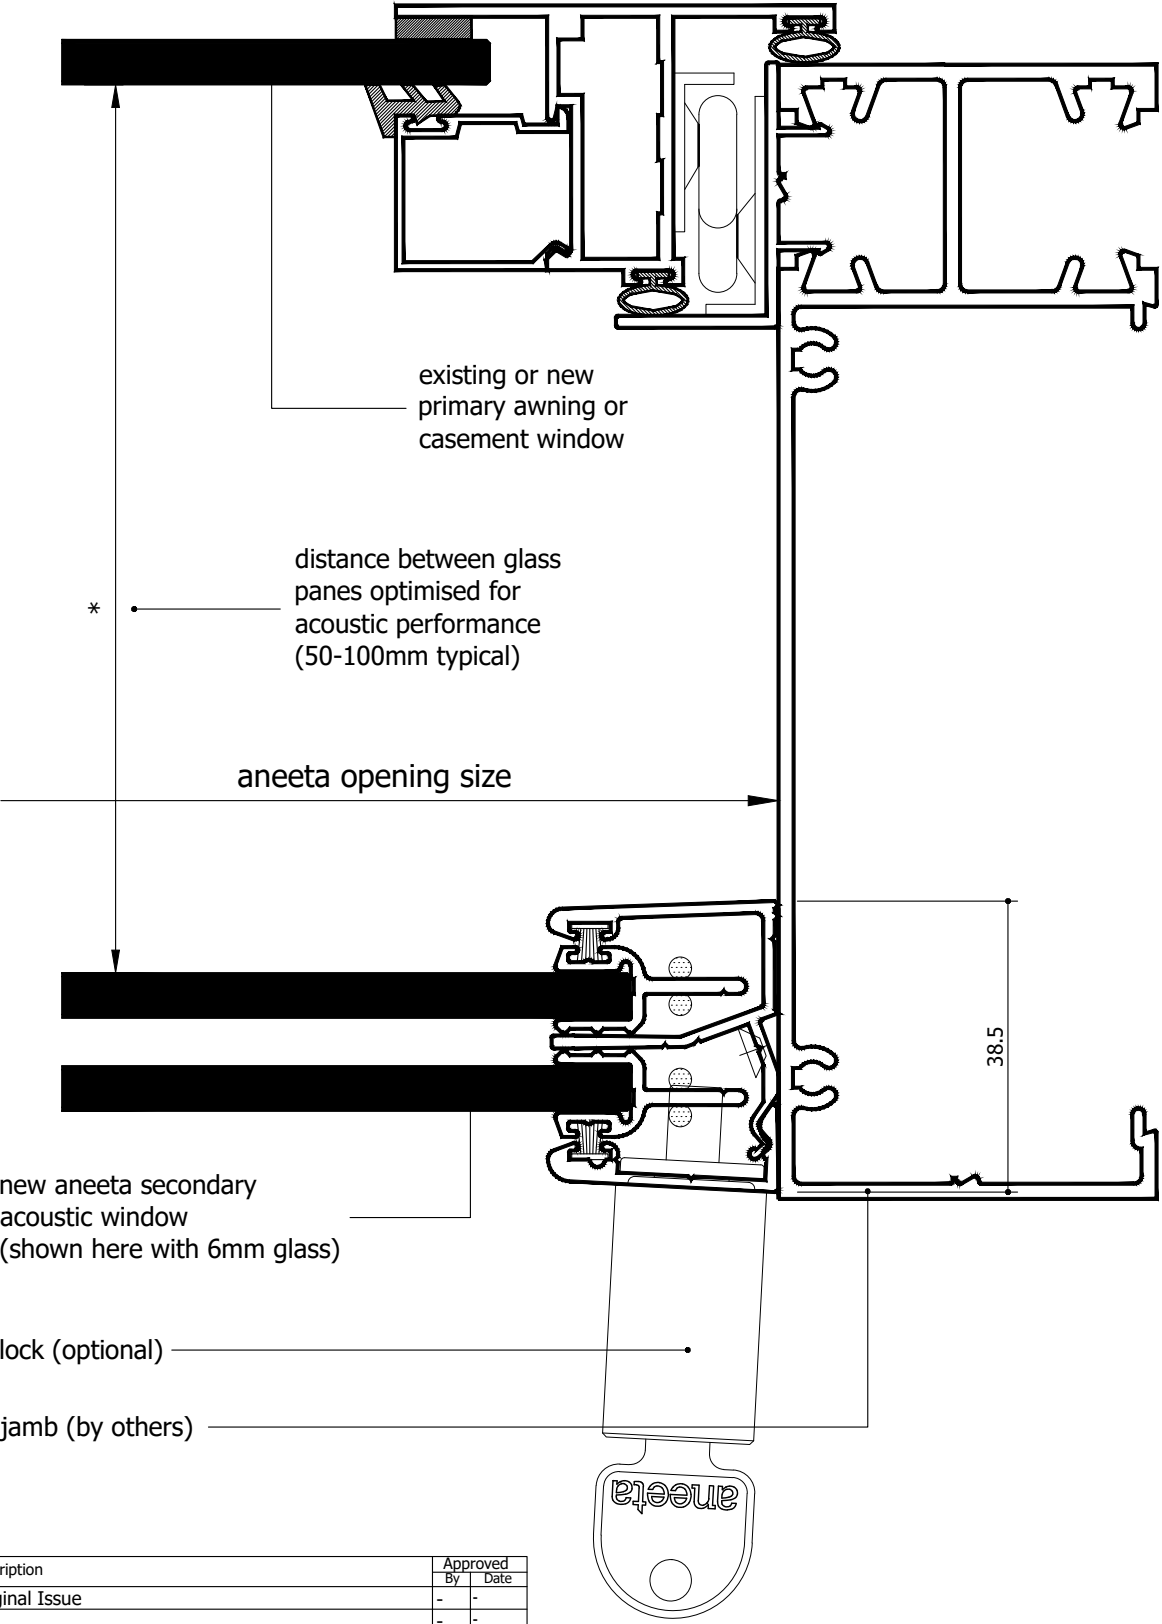 existing or new
primary awning or
casement window
distance between glass
panes optimised for
acoustic performance
(50-100mm typical)
*
aneeta opening size
38.5
new aneeta secondary
acoustic window
(shown here with 6mm glass)
lock (optional)
jamb (by others)
aneeta
ription
Approved
By Date
ginal Issue
- -
- -